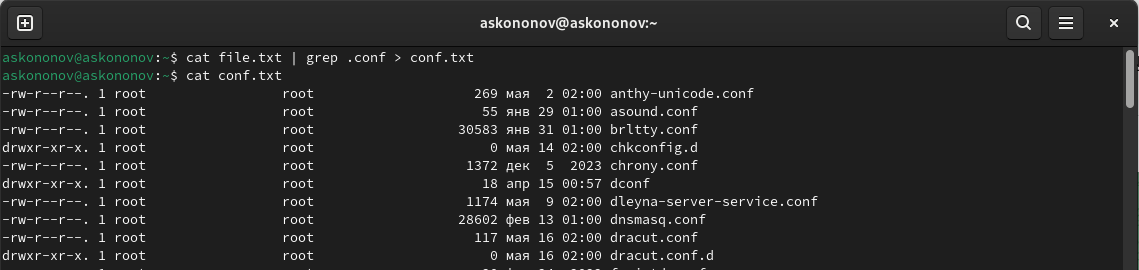 askononov@askononov:~
askononov@askononov:~$ cat file.txt | grep .conf > conf.txt
askononov@askononov:~$ cat conf.txt
-rw-r--r--. 1 root root 269 мая 2 02:00 anthy-unicode.conf
-rw-r--r--. 1 root root 55 янв 29 01:00 asound.conf
-rw-r--r--. 1 root root 30583 янв 31 01:00 brltty.conf
drwxr-xr-x. 1 root root 0 мая 14 02:00 chkconfig.d
-rw-r--r--. 1 root root 1372 дек 5 2023 chrony.conf
drwxr-xr-x. 1 root root 18 апр 15 00:57 dconf
-rw-r--r--. 1 root root 1174 мая 9 02:00 dleyna-server-service.conf
-rw-r--r--. 1 root root 28602 фев 13 01:00 dnsmasq.conf
-rw-r--r--. 1 root root 117 мая 16 02:00 dracut.conf
drwxr-xr-x. 1 root root 0 мая 16 02:00 dracut.conf.d